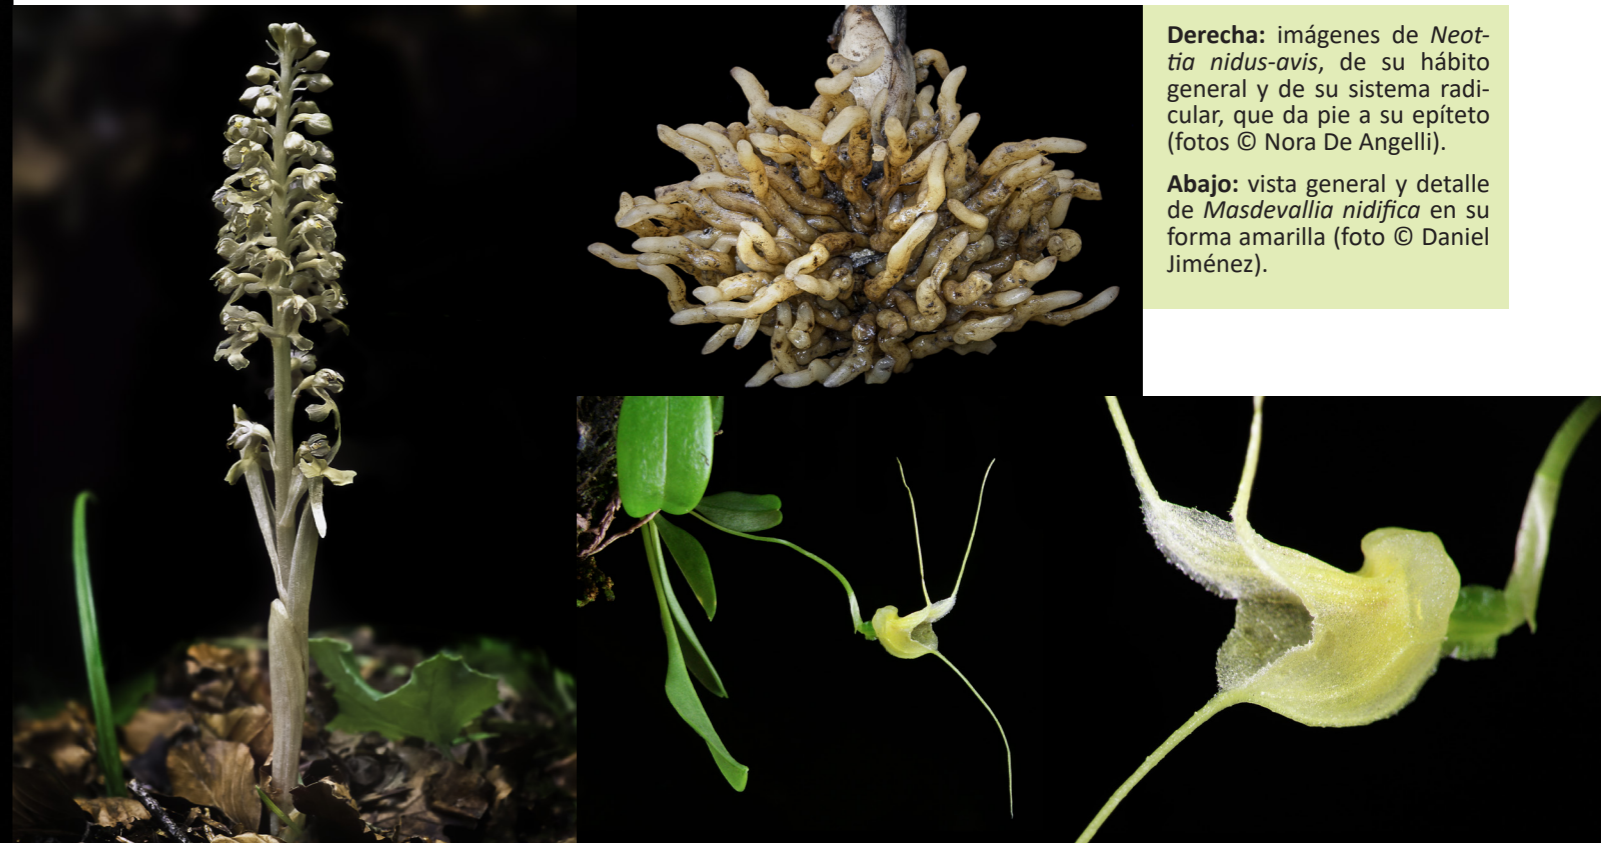 Derecha: imágenes de Neot-
tia nidus-avis, de su hábito
general y de su sistema radi-
cular, que da pie a su epíteto
(fotos © Nora De Angelli).
Abajo: vista general y detalle
de Masdevallia nidifica en su
forma amarilla (foto © Daniel
Jiménez).